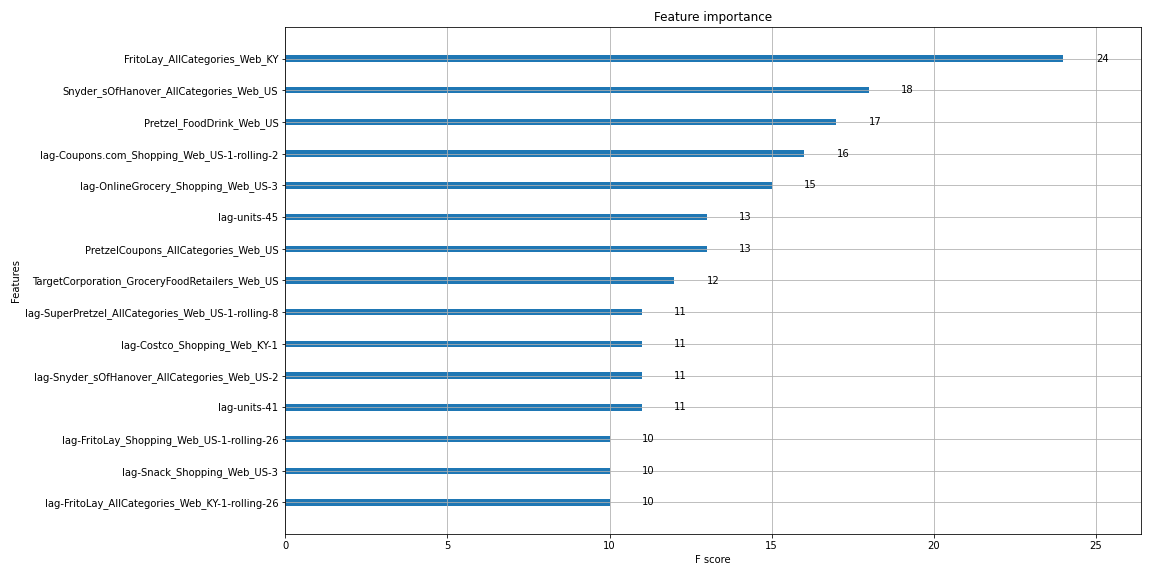 Feature importance
FritoLay_AllCategories_Web_KY 24
Snyder_sOfHanover_AllCategories_Web_US 18
Pretzel_FoodDrink_Web_US 17
lag-Coupons.com_Shopping_Web_US-1-rolling-2 16
lag-OnlineGrocery_Shopping_Web_US-3 15
lag-units-45 13
PretzelCoupons_AllCategories_Web_US 13
TargetCorporation_GroceryFoodRetailers_Web_US 12
lag-SuperPretzel_AllCategories_Web_US-1-rolling-8 11
lag-Costco_Shopping_Web_KY-1 11
lag-Snyder_sOfHanover_AllCategories_Web_US-2 11
lag-units-41 11
lag-FritoLay_Shopping_Web_US-1-rolling-26 10
lag-Snack_Shopping_Web_US-3 10
lag-FritoLay_AllCategories_Web_KY-1-rolling-26 10
Features
0 5 10 15 20 25
F score